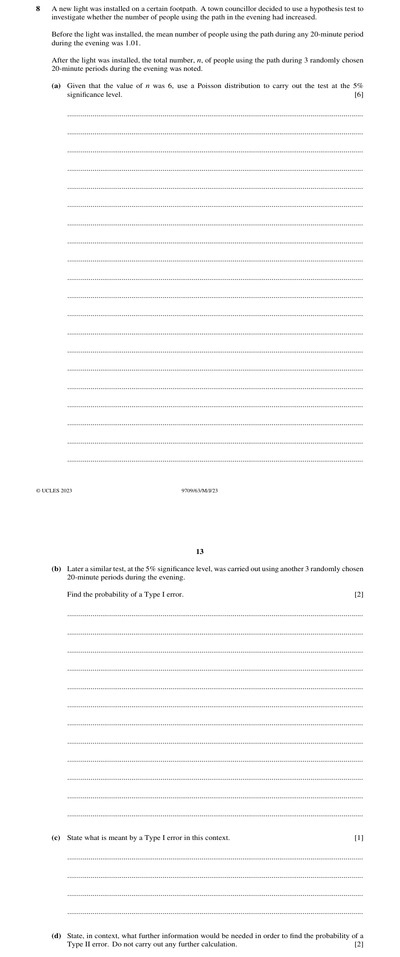 8 A new light was installed on a certain footpath. A town councillor decided to use a hypothesis test to
investigate whether the number of people using the path in the evening had increased.
Before the light was installed, the mean number of people using the path during any 20-minute period
during the evening was 1.01.
After the light was installed, the total number, n, of people using the path during 3 randomly chosen
20-minute periods during the evening was noted.
(a) Given that the value of n was 6, use a Poisson distribution to carry out the test at the 5%
significance level. [6]
© UCLES 2023 9709/63/M/J/23
13
(b) Later a similar test, at the 5% significance level, was carried out using another 3 randomly chosen
20-minute periods during the evening.
Find the probability of a Type I error. [2]
(c) State what is meant by a Type I error in this context. [1]
(d) State, in context, what further information would be needed in order to find the probability of a
Type II error. Do not carry out any further calculation. [2]